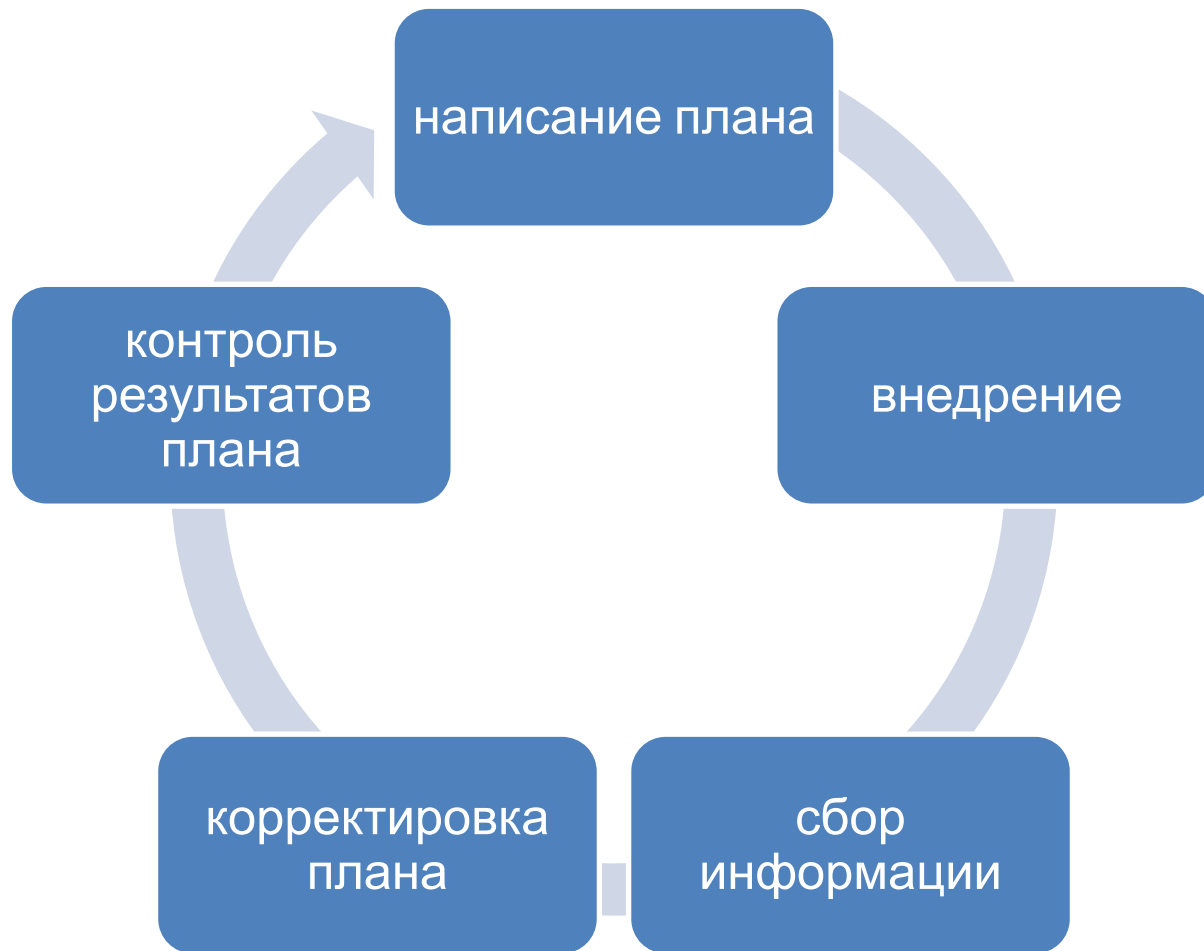 написание плана
внедрение
сбор
информации
корректировка
плана
контроль
результатов
плана